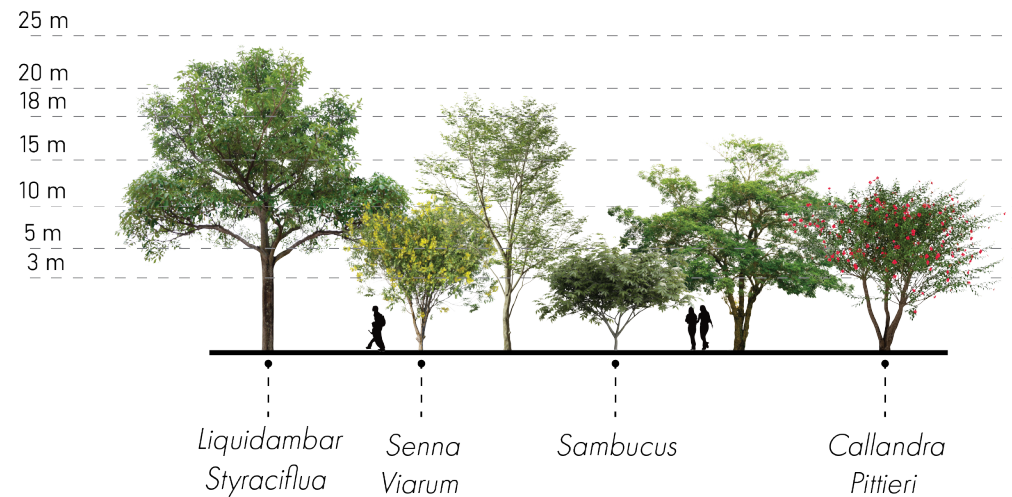 25 m
20 m
18 m
15 m
10 m
5 m
3 m
Liquidambar
Styraciflua
Senna
Viarum
Sambucus
Callandra
Pittieri